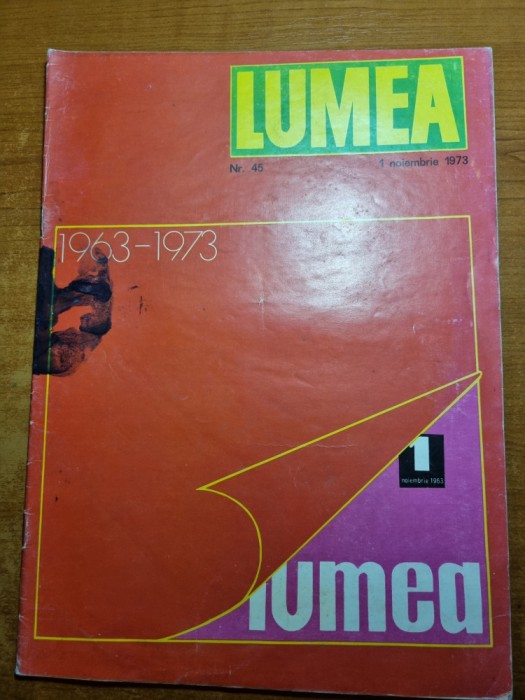 LUMEA
Nr. 45 1 noiembrie 1973
1963-1973
1
noiembrie 1963
lumea